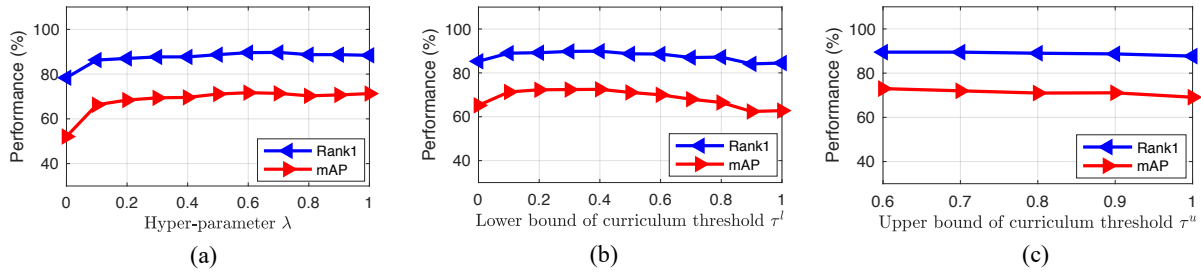 100
80
60
40
Performance (%)
Rank1
mAP
0 0.2 0.4 0.6 0.8 1
Hyper-parameter λ
(a)
100
80
60
40
Performance (%)
Rank1
mAP
0 0.2 0.4 0.6 0.8 1
Lower bound of curriculum threshold τˡ
(b)
100
80
60
40
Performance (%)
Rank1
mAP
0.6 0.7 0.8 0.9 1
Upper bound of curriculum threshold τᵘ
(c)